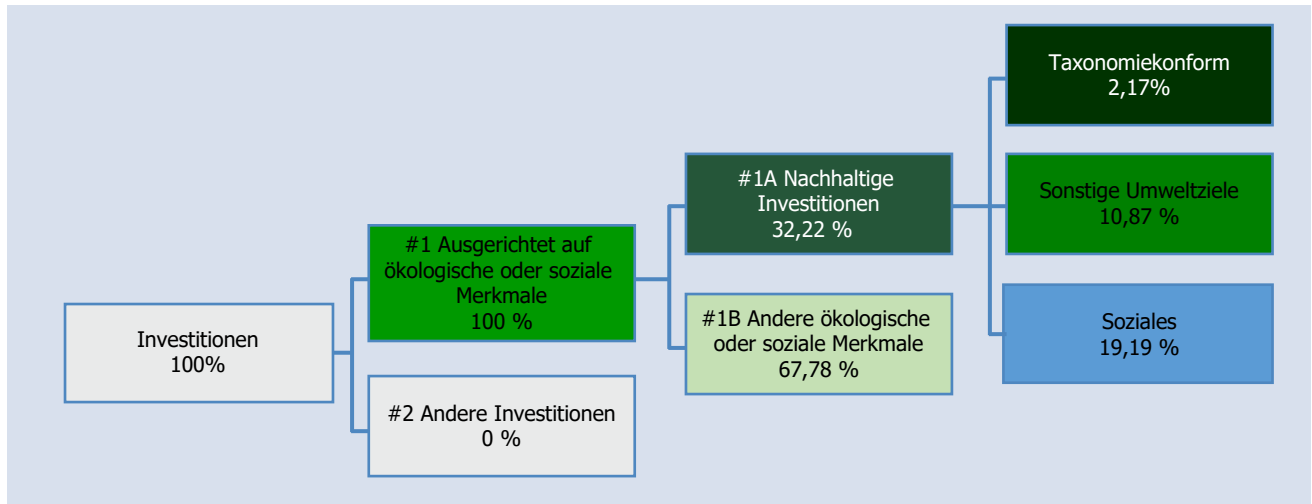 Investitionen
100%
#1 Ausgerichtet auf
ökologische oder soziale
Merkmale
100 %
#2 Andere Investitionen
0 %
#1A Nachhaltige
Investitionen
32,22 %
#1B Andere ökologische
oder soziale Merkmale
67,78 %
Taxonomiekonform
2,17%
Sonstige Umweltziele
10,87 %
Soziales
19,19 %